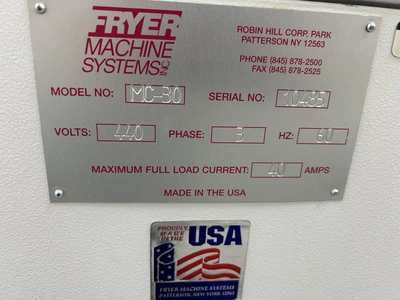 FRYER
MACHINE
SYSTEMS INC
ROBIN HILL CORP. PARK
PATTERSON NY 12563
PHONE (845) 878-2500
FAX (845) 878-2525
MODEL NO: MC-30 SERIAL NO: 10485
VOLTS: 440 PHASE: 3 HZ: 60
MAXIMUM FULL LOAD CURRENT: 40 AMPS
MADE IN THE USA
PROUDLY
MADE
IN THE
USA
FRYER MACHINE SYSTEMS
PATTERSON, NEW YORK 12563